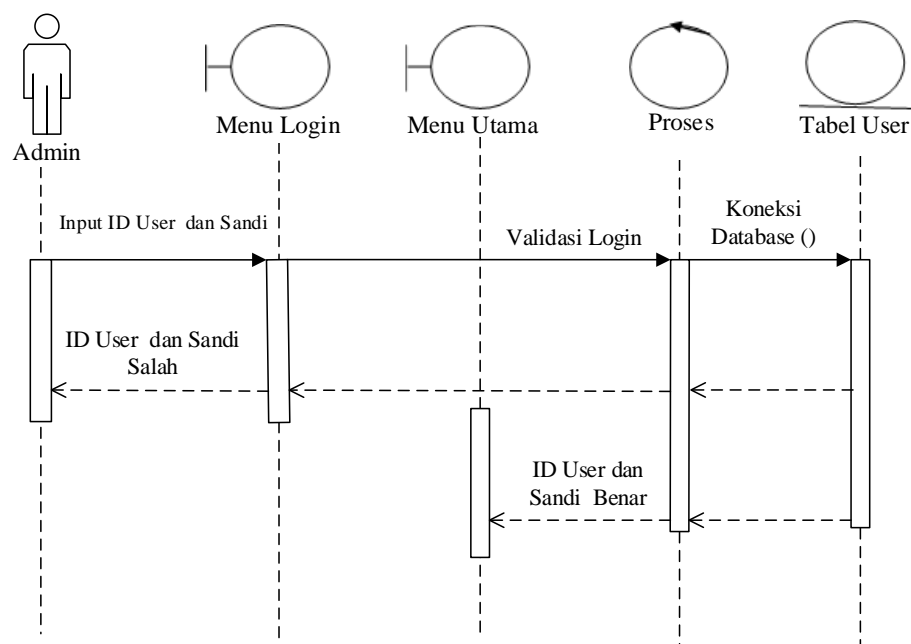 Admin
Menu Login
Menu Utama
Proses
Tabel User
Input ID User dan Sandi
Validasi Login
Koneksi
Database ()
ID User dan Sandi
Salah
ID User dan
Sandi Benar